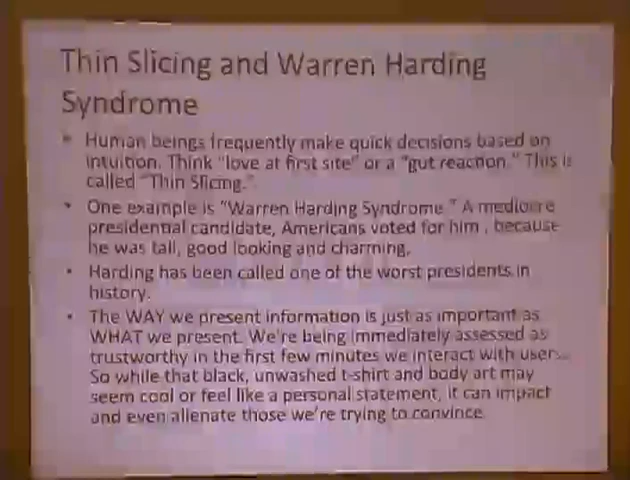 Thin Slicing and Warren Harding
Syndrome
• Human beings frequently make quick decisions based on
intuition. Think "love at first site" or a "gut reaction." This is
called "Thin Slicing."
• One example is "Warren Harding Syndrome." A mediocre
presidential candidate, Americans voted for him , because
he was tall, good looking and charming.
• Harding has been called one of the worst presidents in
history.
• The WAY we present information is just as important as
WHAT we present. We're being immediately assessed as
trustworthy in the first few minutes we interact with users...
So while that black, unwashed t-shirt and body art may
seem cool or feel like a personal statement, it can impact
and even alienate those we're trying to convince.